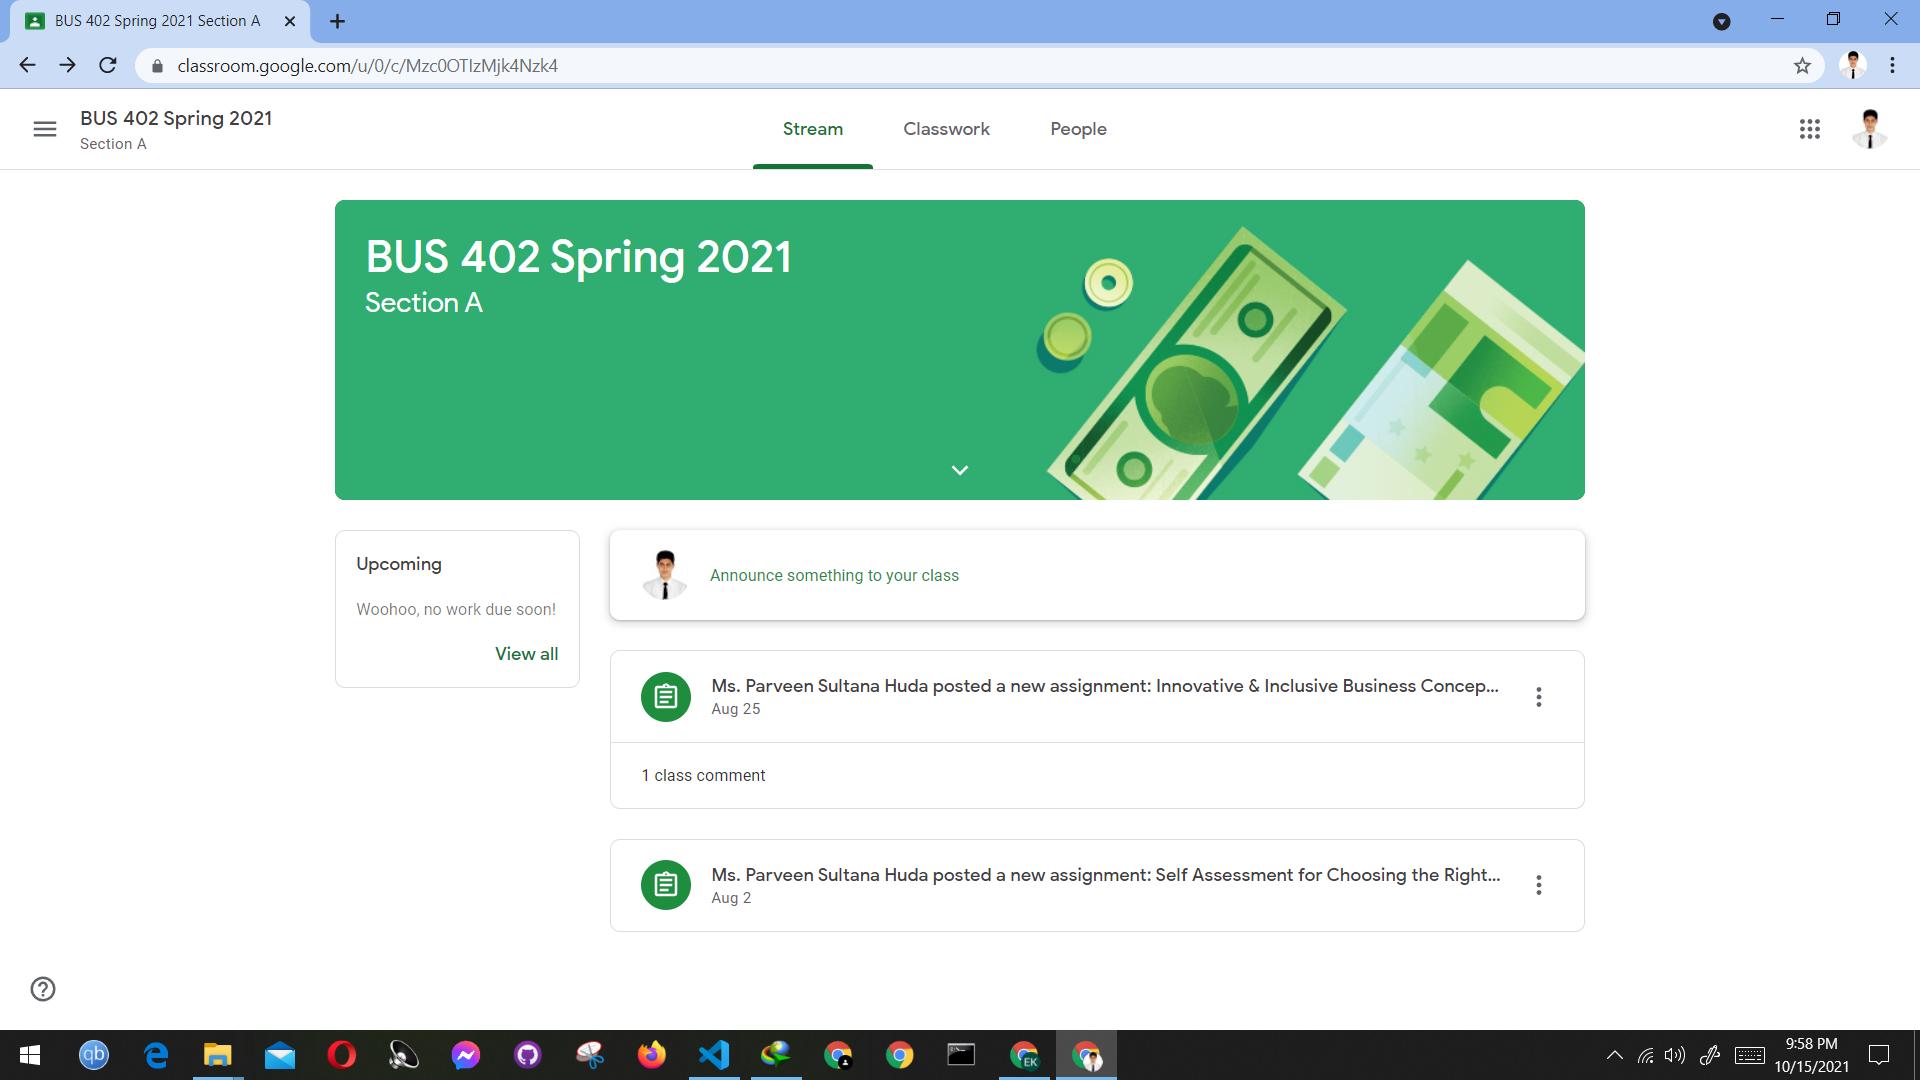 BUS 402 Spring 2021 Section A
classroom.google.com/u/0/c/Mzc0OTIzMjk4Nzk4
BUS 402 Spring 2021
Section A
Stream
Classwork
People
BUS 402 Spring 2021
Section A
Upcoming
Woohoo, no work due soon!
View all
Announce something to your class
Ms. Parveen Sultana Huda posted a new assignment: Innovative & Inclusive Business Concep...
Aug 25
1 class comment
Ms. Parveen Sultana Huda posted a new assignment: Self Assessment for Choosing the Right...
Aug 2
qb
EK
9:58 PM
10/15/2021